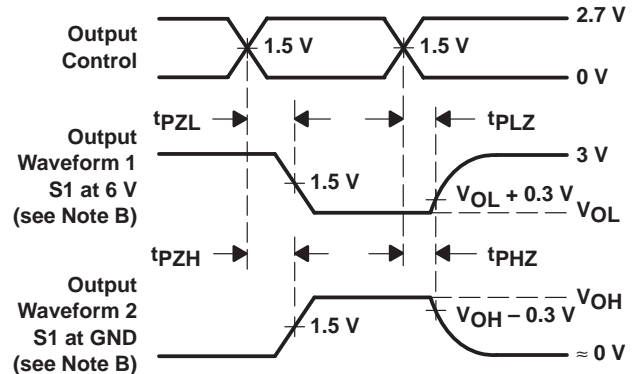 Output
Control
1.5 V
1.5 V
2.7 V
0 V
tPZL
tPLZ
Output
Waveform 1
S1 at 6 V
(see Note B)
1.5 V
3 V
VOL + 0.3 V
VOL
tPZH
tPHZ
Output
Waveform 2
S1 at GND
(see Note B)
1.5 V
VOH
VOH – 0.3 V
≈ 0 V